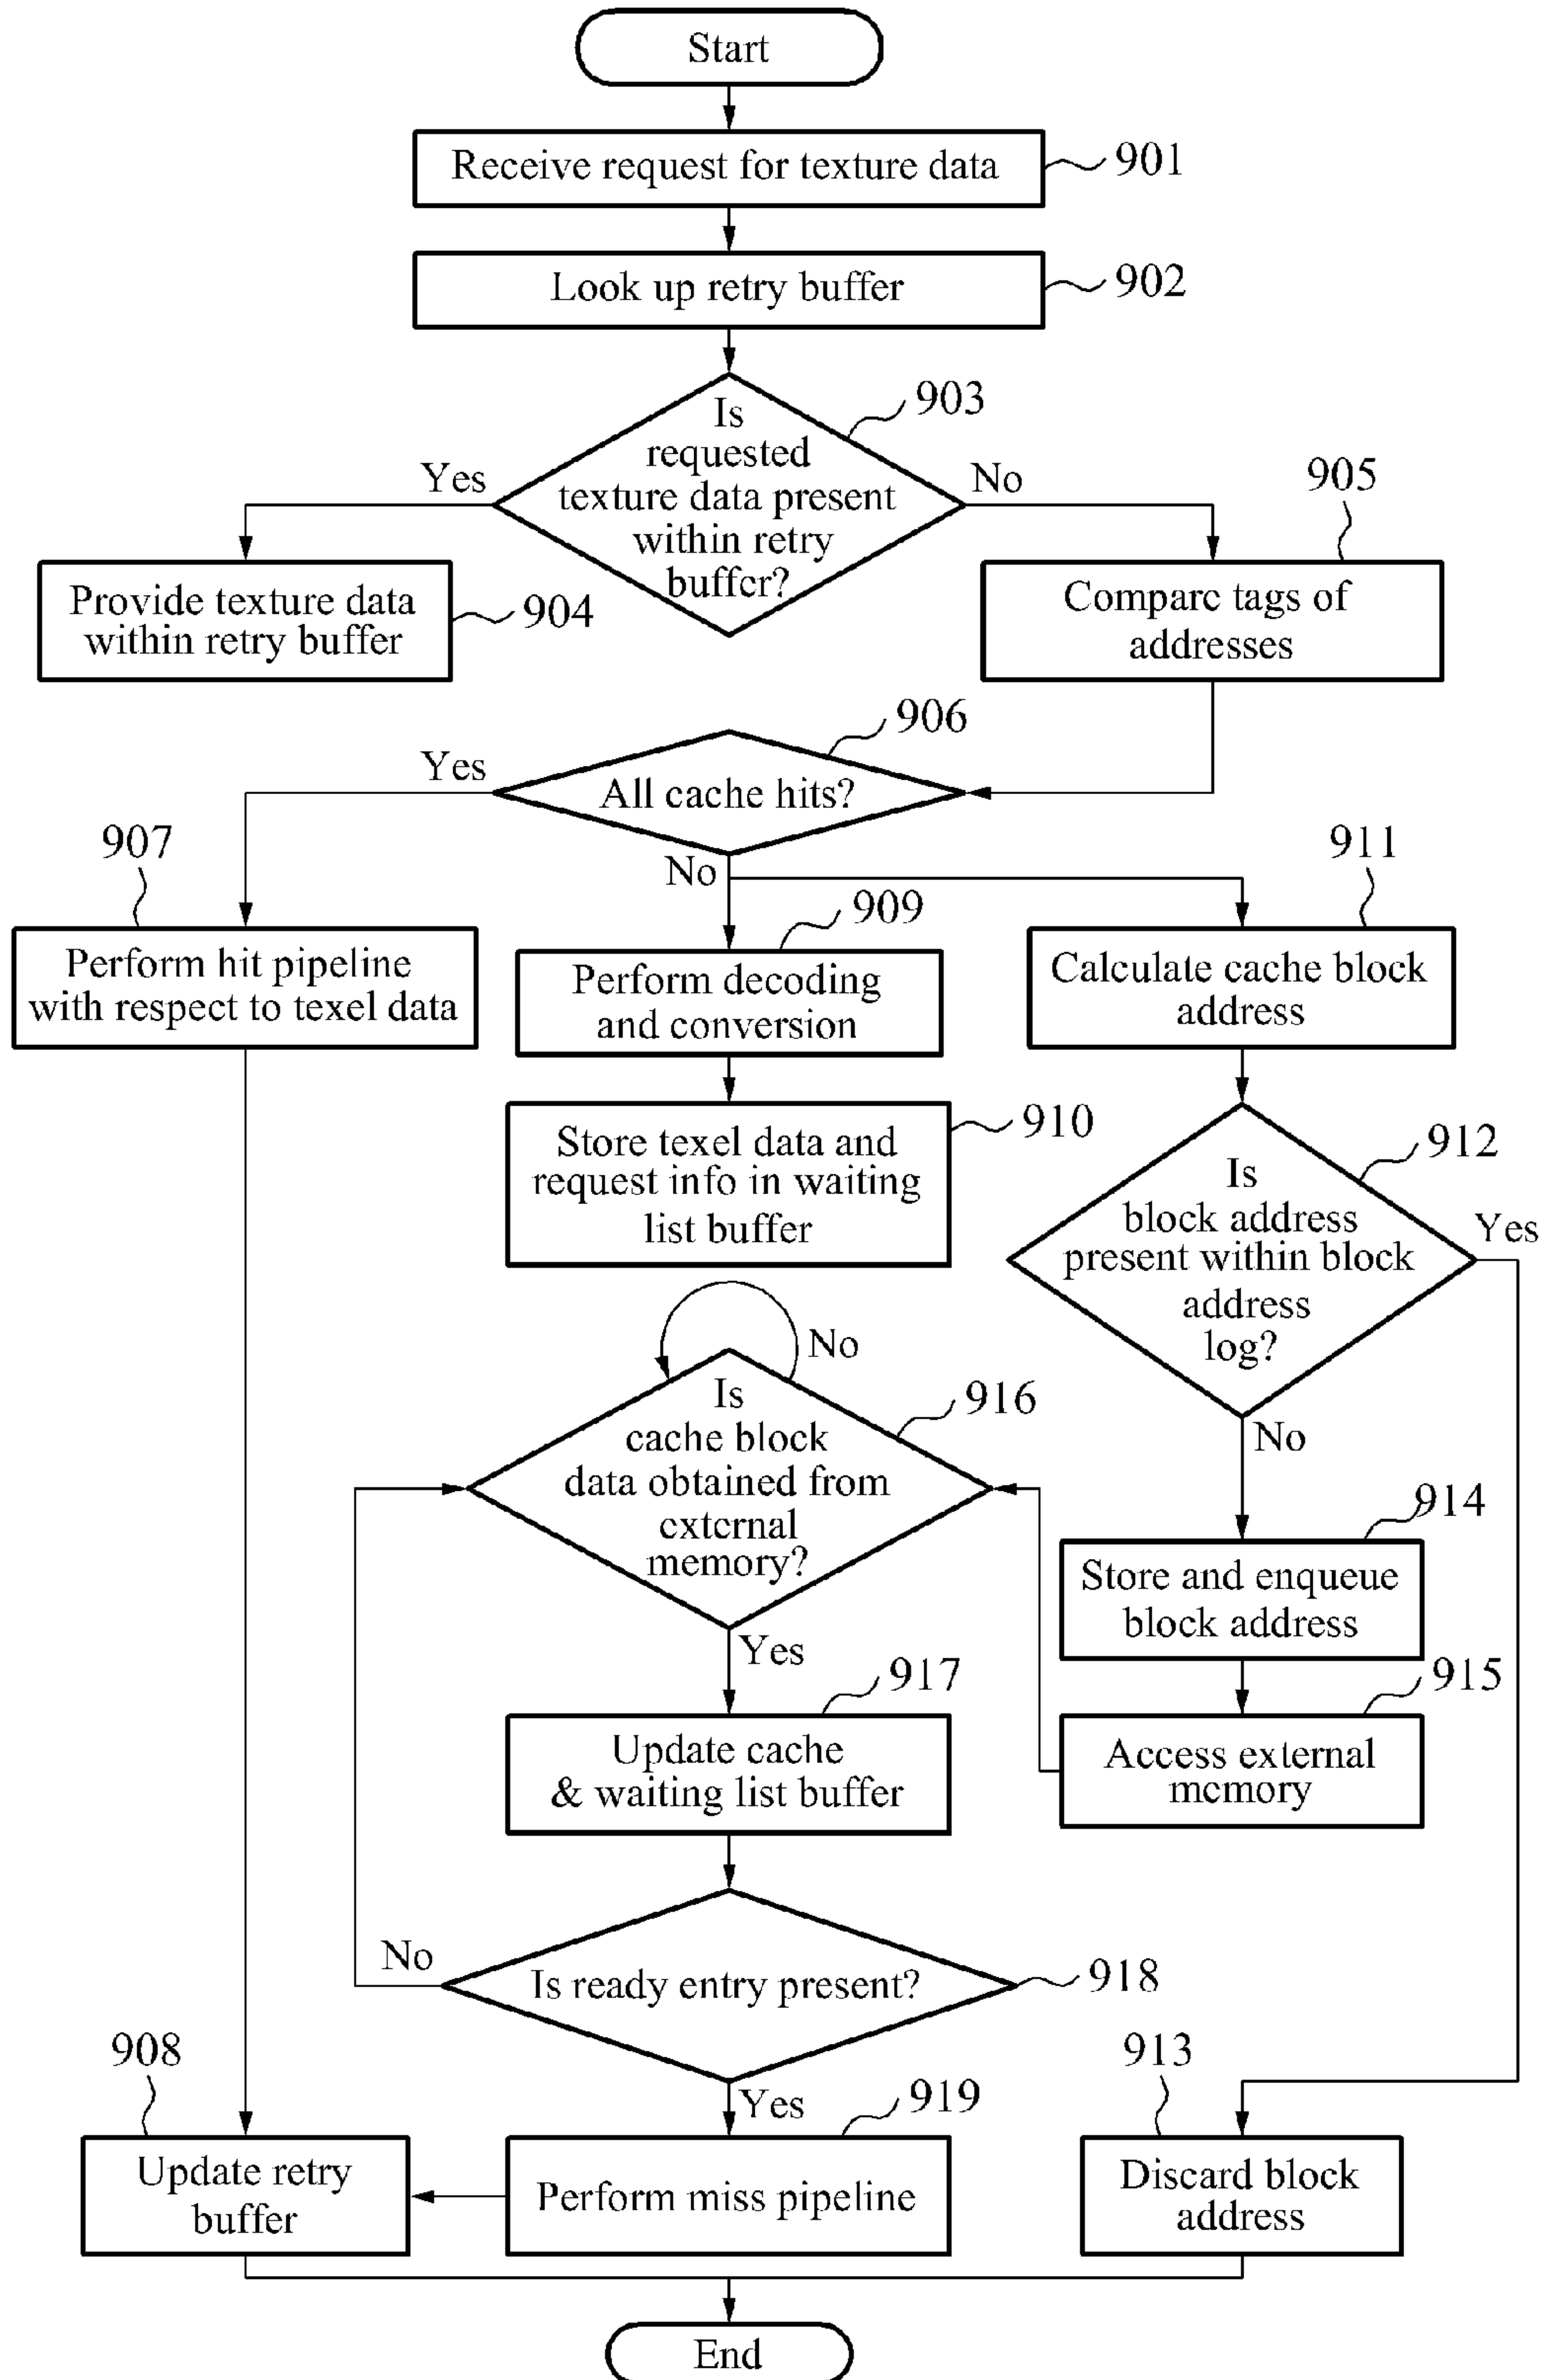 Start
Receive request for texture data
901
Look up retry buffer
902
903
Is
requested
texture data present
within retry
buffer?
Yes
No
905
Provide texture data
within retry buffer
904
Compare tags of
addresses
906
All cache hits?
Yes
No
907
Perform hit pipeline
with respect to texel data
909
Perform decoding
and conversion
911
Calculate cache block
address
Store texel data and
request info in waiting
list buffer
910
912
Is
block address
present within block
address
log?
Yes
No
No
916
Is
cache block
data obtained from
external
memory?
Yes
914
Store and enqueue
block address
917
Update cache
& waiting list buffer
915
Access external
memory
No
Is ready entry present?
918
Yes
908
Update retry
buffer
919
Perform miss pipeline
913
Discard block
address
End